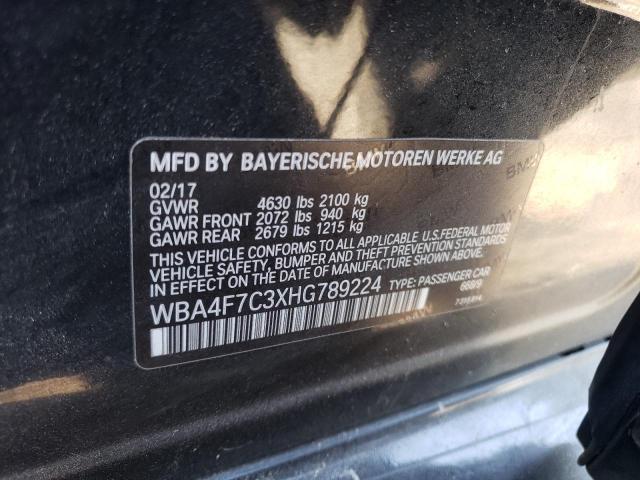 MFD BY BAYERISCHE MOTOREN WERKE AG
02/17
GVWR 4630 lbs 2100 kg
GAWR FRONT 2072 lbs 940 kg
GAWR REAR 2679 lbs 1215 kg
THIS VEHICLE CONFORMS TO ALL APPLICABLE U.S.FEDERAL MOTOR
VEHICLE SAFETY, BUMPER AND THEFT PREVENTION STANDARDS
IN EFFECT ON THE DATE OF MANUFACTURE SHOWN ABOVE.
WBA4F7C3XHG789224 TYPE: PASSENGER CAR
668/9